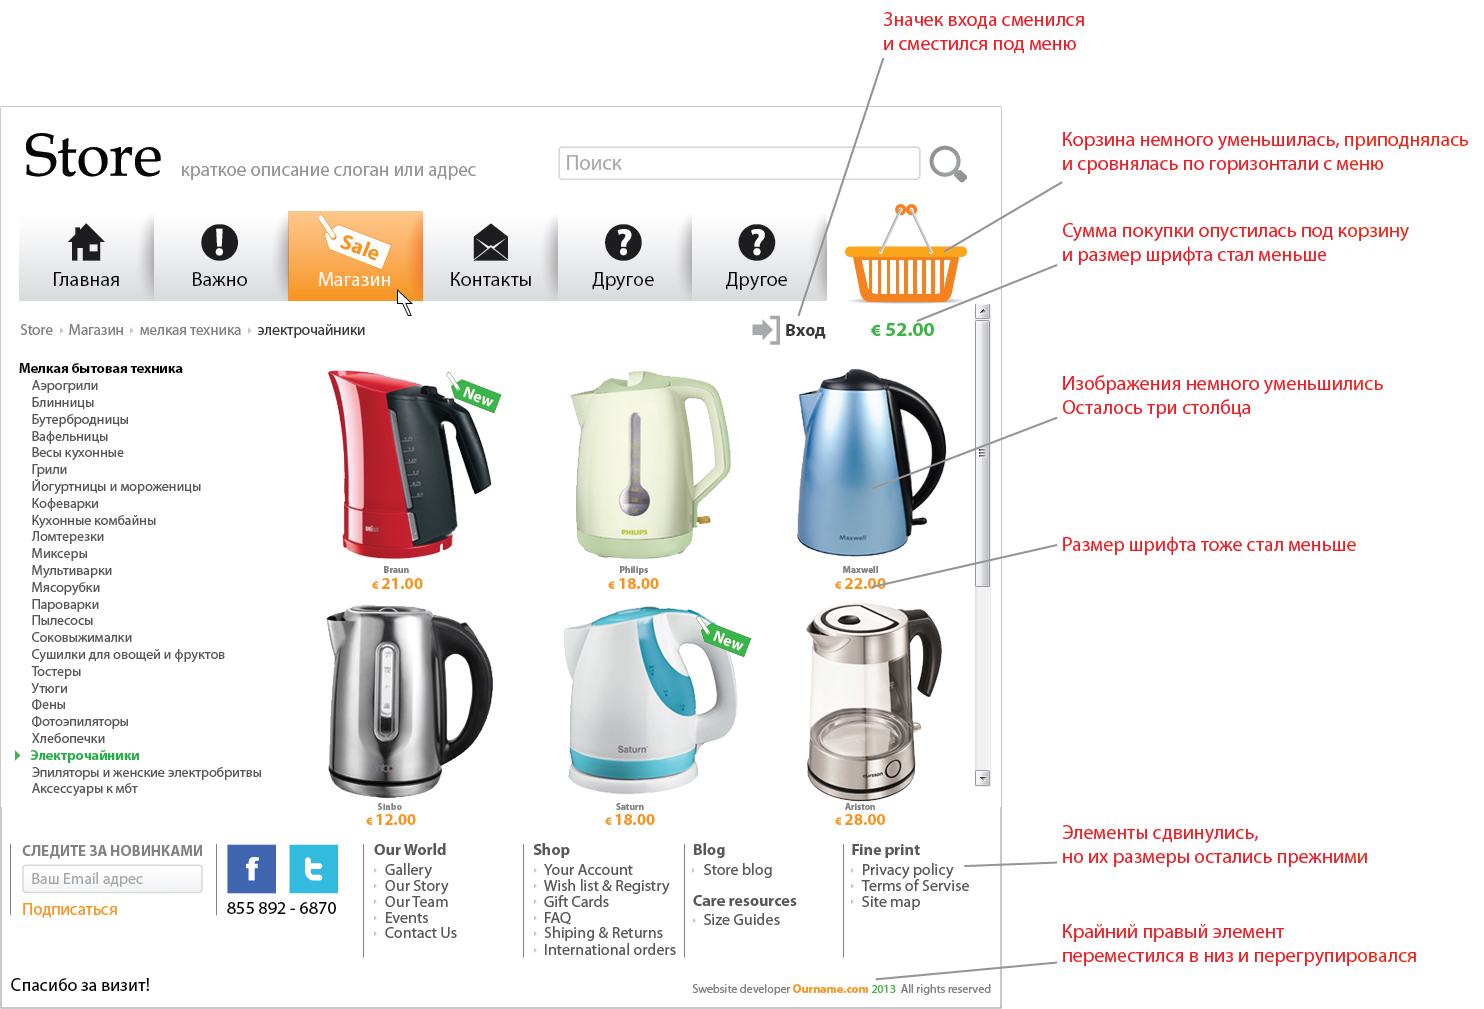 Значек входа сменился
и сместился под меню
Store
краткое описание слоган или адрес
Поиск
Корзина немного уменьшилась, приподнялась
и сровнялась по горизонтали с меню
Главная
Важно
Sale
Магазин
Контакты
Другое
Другое
Сумма покупки опустилась под корзину
и размер шрифта стал меньше
Store Магазин мелкая техника электрочайники
Вход
€ 52.00
Мелкая бытовая техника
Аэрогрили
Блинницы
Бутербродницы
Вафельницы
Весы кухонные
Грили
Йогуртницы и мороженицы
Кофеварки
Кухонные комбайны
Ломтерезки
Миксеры
Мультиварки
Мясорубки
Пароварки
Пылесосы
Соковыжималки
Сушилки для овощей и фруктов
Тостеры
Утюги
Фены
Фотоэпиляторы
Хлебопечки
Электрочайники
Эпиляторы и женские электробритвы
Аксессуары к мбт
New
PHILIPS
Maxwell
Изображения немного уменьшились
Осталось три столбца
Braun
€ 21.00
Philips
€ 18.00
Maxwell
€ 22.00
Размер шрифта тоже стал меньше
New
Saturn
Sinbo
€ 12.00
Saturn
€ 18.00
Ariston
€ 28.00
СЛЕДИТЕ ЗА НОВИНКАМИ
Ваш Email адрес
Подписаться
f
t
855 892 - 6870
Our World
Gallery
Our Story
Our Team
Events
Contact Us
Shop
Your Account
Wish list & Registry
Gift Cards
FAQ
Shiping & Returns
International orders
Blog
Store blog
Care resources
Size Guides
Fine print
Privacy policy
Terms of Servise
Site map
Элементы сдвинулись,
но их размеры остались прежними
Крайний правый элемент
переместился в низ и перегрупировался
Спасибо за визит!
Swebsite developer Ourname.com 2013 All rights reserved